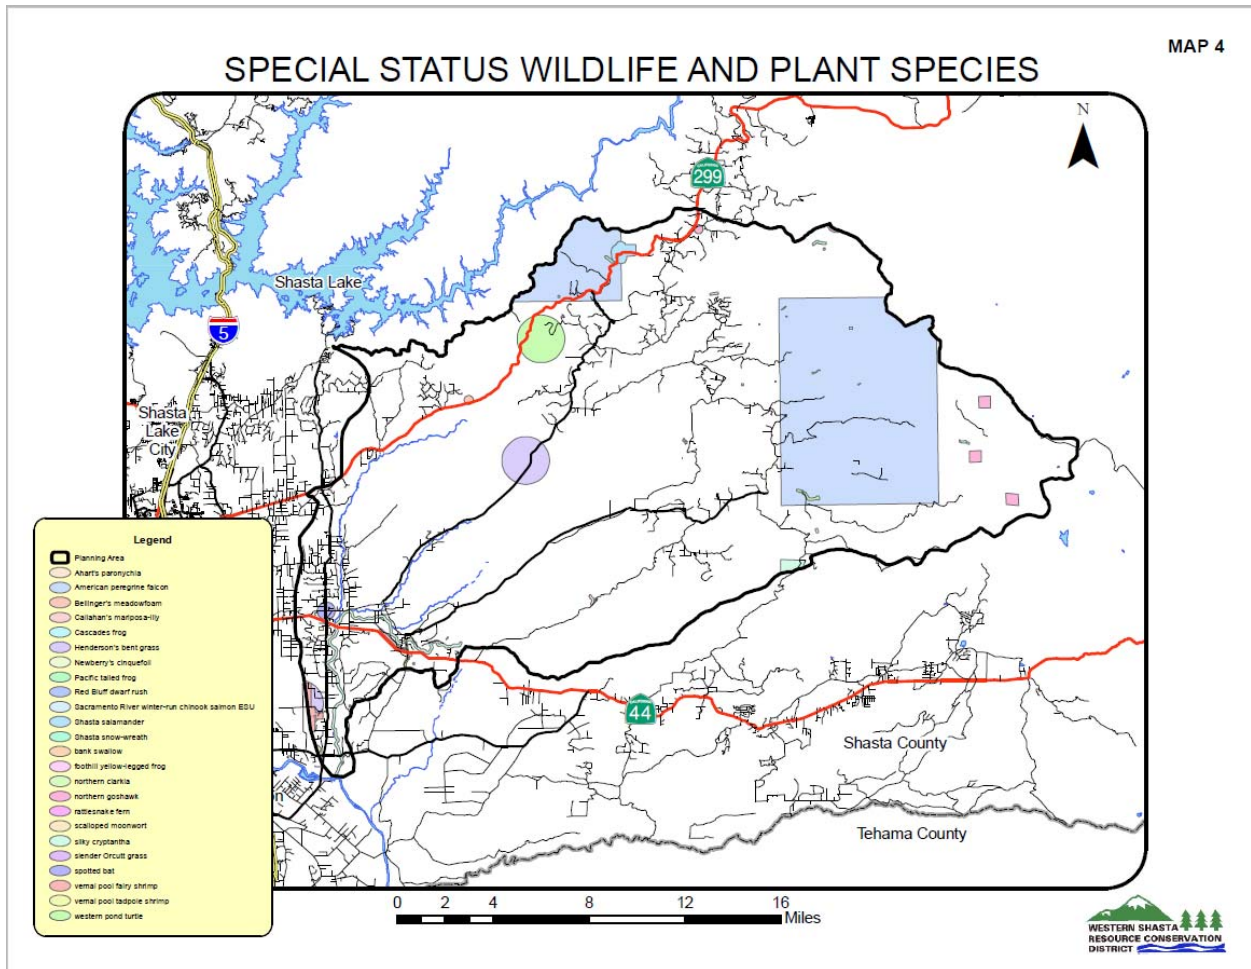 MAP 4
SPECIAL STATUS WILDLIFE AND PLANT SPECIES
N
299
Shasta Lake
5
Shasta
Lake
City
Legend
Planning Area
Ahart's paronychia
American peregrine falcon
Bellinger's meadowfoam
Callahan's mariposa-lily
Cascades frog
Henderson's bent grass
Newberry's cinquefoil
Pacific tailed frog
Red Bluff dwarf rush
Sacramento River winter-run chinook salmon ESU
Shasta salamander
Shasta snow-wreath
bank swallow
foothill yellow-legged frog
northern clarkia
northern goshawk
rattlesnake fern
scalloped moonwort
silky cryptantha
slender Orcutt grass
spotted bat
vernal pool fairy shrimp
vernal pool tadpole shrimp
western pond turtle
44
Shasta County
Tehama County
0 2 4 8 12 16
Miles
WESTERN SHASTA
RESOURCE CONSERVATION
DISTRICT